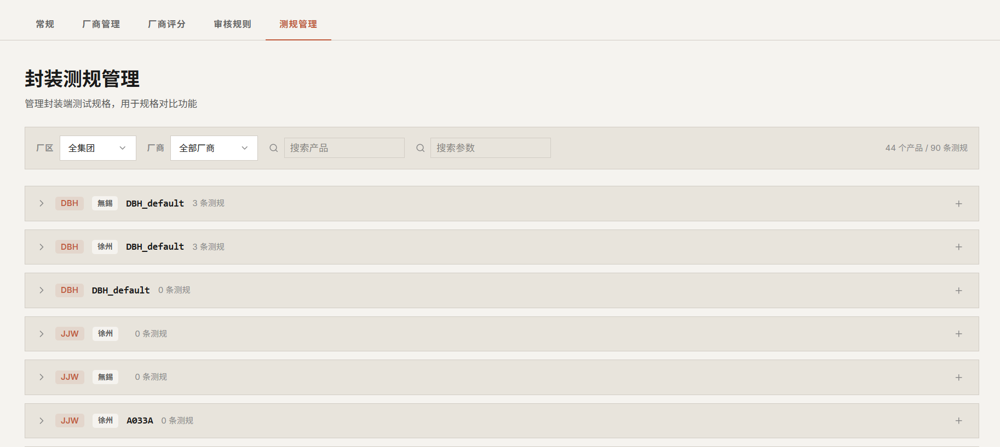 常规 厂商管理 厂商评分 审核规则 测规管理
封装测规管理
管理封装端测试规格，用于规格对比功能
厂区 全集团 厂商 全部厂商 搜索产品 搜索参数 44 个产品 / 90 条测规
DBH 無錫 DBH_default 3 条测规
DBH 徐州 DBH_default 3 条测规
DBH DBH_default 0 条测规
JJW 徐州 0 条测规
JJW 無錫 0 条测规
JJW 徐州 A033A 0 条测规